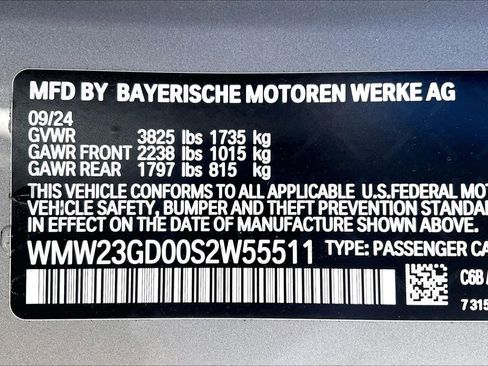 MFD BY BAYERISCHE MOTOREN WERKE AG
09/24
GVWR 3825 lbs 1735 kg
GAWR FRONT 2238 lbs 1015 kg
GAWR REAR 1797 lbs 815 kg
THIS VEHICLE CONFORMS TO ALL APPLICABLE U.S.FEDERAL MOT
VEHICLE SAFETY, BUMPER AND THEFT PREVENTION STANDARD
IN EFFECT ON THE DATE OF MANUFACTURE SHOWN ABOVE.
WMW23GD00S2W55511 TYPE: PASSENGER CA
C6B /
7315